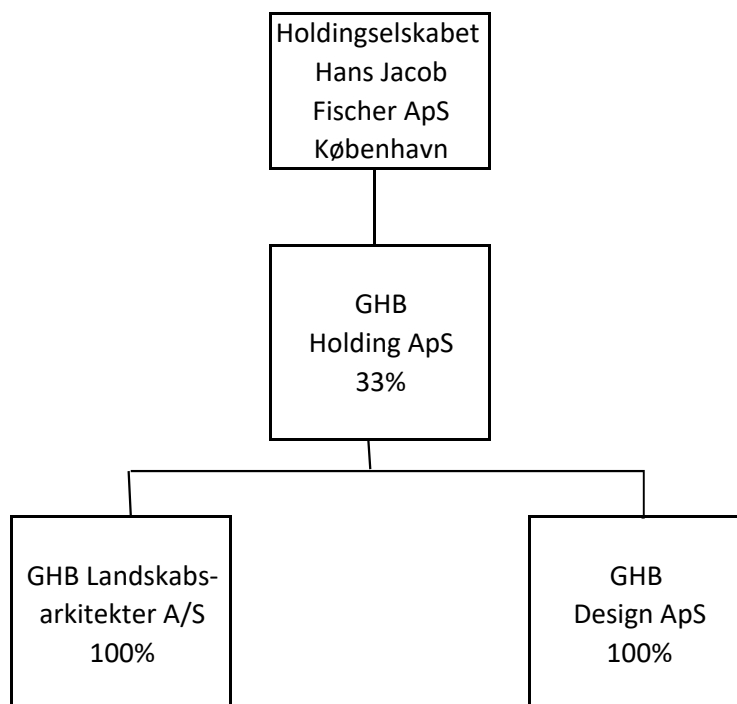 Holdingselskabet
Hans Jacob
Fischer ApS
København
GHB
Holding ApS
33%
GHB Landskabs-
arkitekter A/S
100%
GHB
Design ApS
100%